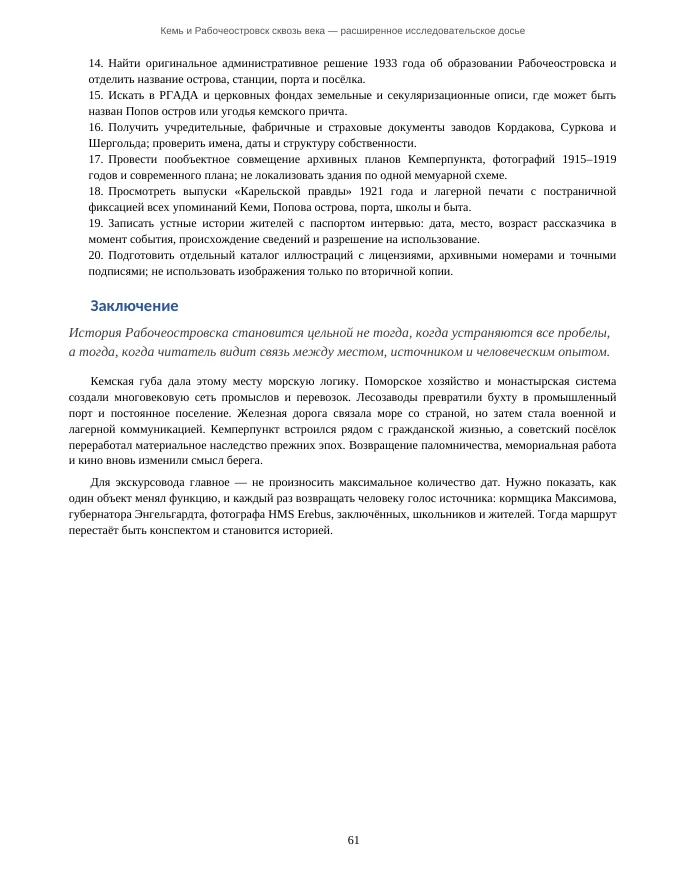 Кемь и Рабочеостровск сквозь века — расширенное исследовательское досье
14. Найти оригинальное административное решение 1933 года об образовании Рабочеостровска и
отделить название острова, станции, порта и посёлка.
15. Искать в РГАДА и церковных фондах земельные и секуляризационные описи, где может быть
назван Попов остров или угодья кемского причта.
16. Получить учредительные, фабричные и страховые документы заводов Кордакова, Суркова и
Шергольда; проверить имена, даты и структуру собственности.
17. Провести пообъектное совмещение архивных планов Кемперпункта, фотографий 1915–1919
годов и современного плана; не локализовать здания по одной мемуарной схеме.
18. Просмотреть выпуски «Карельской правды» 1921 года и лагерной печати с постраничной
фиксацией всех упоминаний Кеми, Попова острова, порта, школы и быта.
19. Записать устные истории жителей с паспортом интервью: дата, место, возраст рассказчика в
момент события, происхождение сведений и разрешение на использование.
20. Подготовить отдельный каталог иллюстраций с лицензиями, архивными номерами и точными
подписями; не использовать изображения только по вторичной копии.
Заключение
История Рабочеостровска становится цельной не тогда, когда устраняются все пробелы,
а тогда, когда читатель видит связь между местом, источником и человеческим опытом.
Кемская губа дала этому месту морскую логику. Поморское хозяйство и монастырская система
создали многовековую сеть промыслов и перевозок. Лесозаводы превратили бухту в промышленный
порт и постоянное поселение. Железная дорога связала море со страной, но затем стала военной и
лагерной коммуникацией. Кемперпункт встроился рядом с гражданской жизнью, а советский посёлок
переработал материальное наследство прежних эпох. Возвращение паломничества, мемориальная работа
и кино вновь изменили смысл берега.
Для экскурсовода главное — не произносить максимальное количество дат. Нужно показать, как
один объект менял функцию, и каждый раз возвращать человеку голос источника: кормщика Максимова,
губернатора Энгельгардта, фотографа HMS Erebus, заключённых, школьников и жителей. Тогда маршрут
перестаёт быть конспектом и становится историей.
61